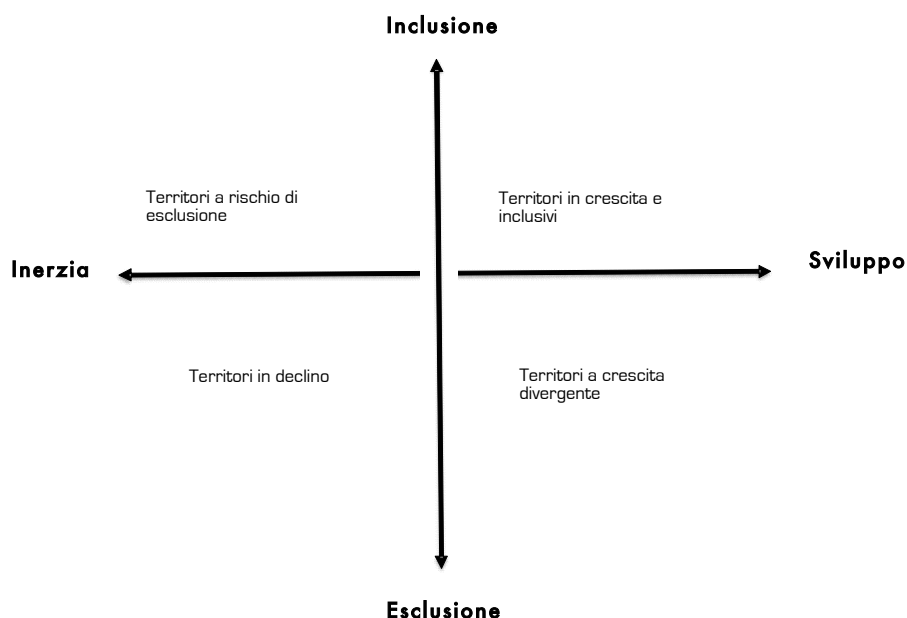 Inclusione
Territori a rischio di
esclusione
Territori in crescita e
inclusivi
Inerzia
Sviluppo
Territori in declino
Territori a crescita
divergente
Esclusione